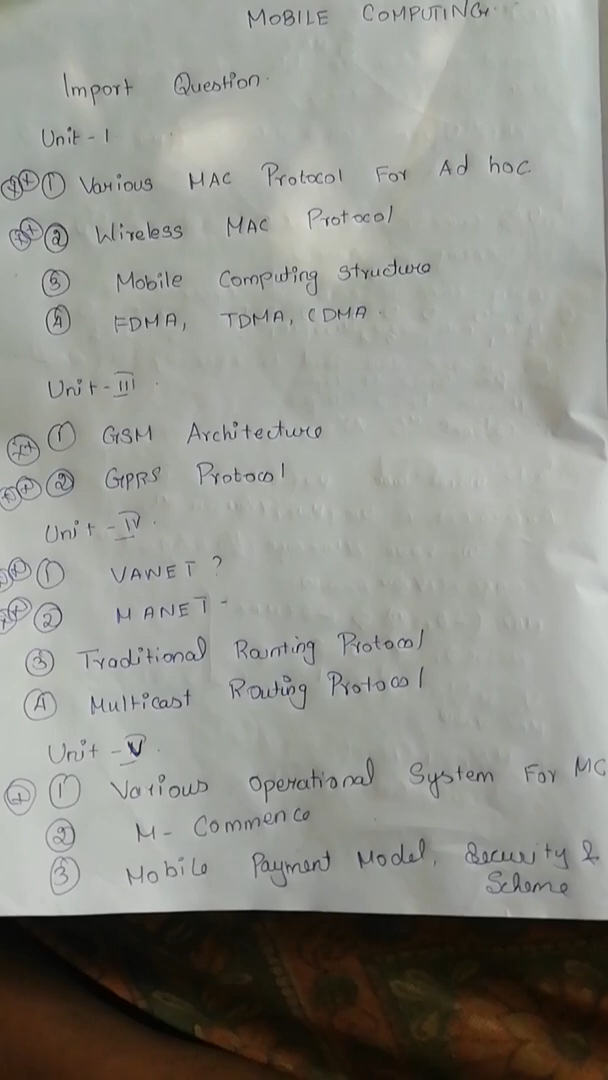 MOBILE COMPUTING.
Import Question.
Unit - I
** ① Various MAC Protocol For Ad hoc
** ② Wireless MAC Protocol
③ Mobile Computing structure
④ FDMA, TDMA, CDMA.
Unit - III.
** ① GSM Architecture
** ② GPRS Protocol
Unit - IV.
** ① VANET ?
** ② MANET -
③ Traditional Rounting Protocol
④ Multicast Routing Protocol
Unit - V.
* ① Various Operational System For MC
② M - Commence
③ Mobile Payment Model, Security &
Scheme